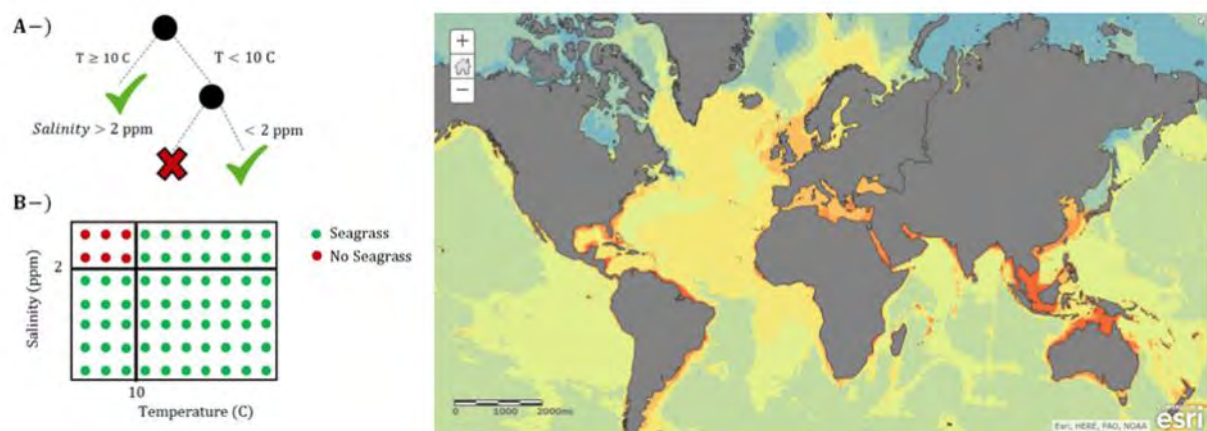 A−)
T ≥ 10 C
T < 10 C
Salinity > 2 ppm
< 2 ppm
B−)
Salinity (ppm)
2
10
Temperature (C)
Seagrass
No Seagrass
+
−
0 1000 2000mi
Esri, HERE, FAO, NOAA
esri